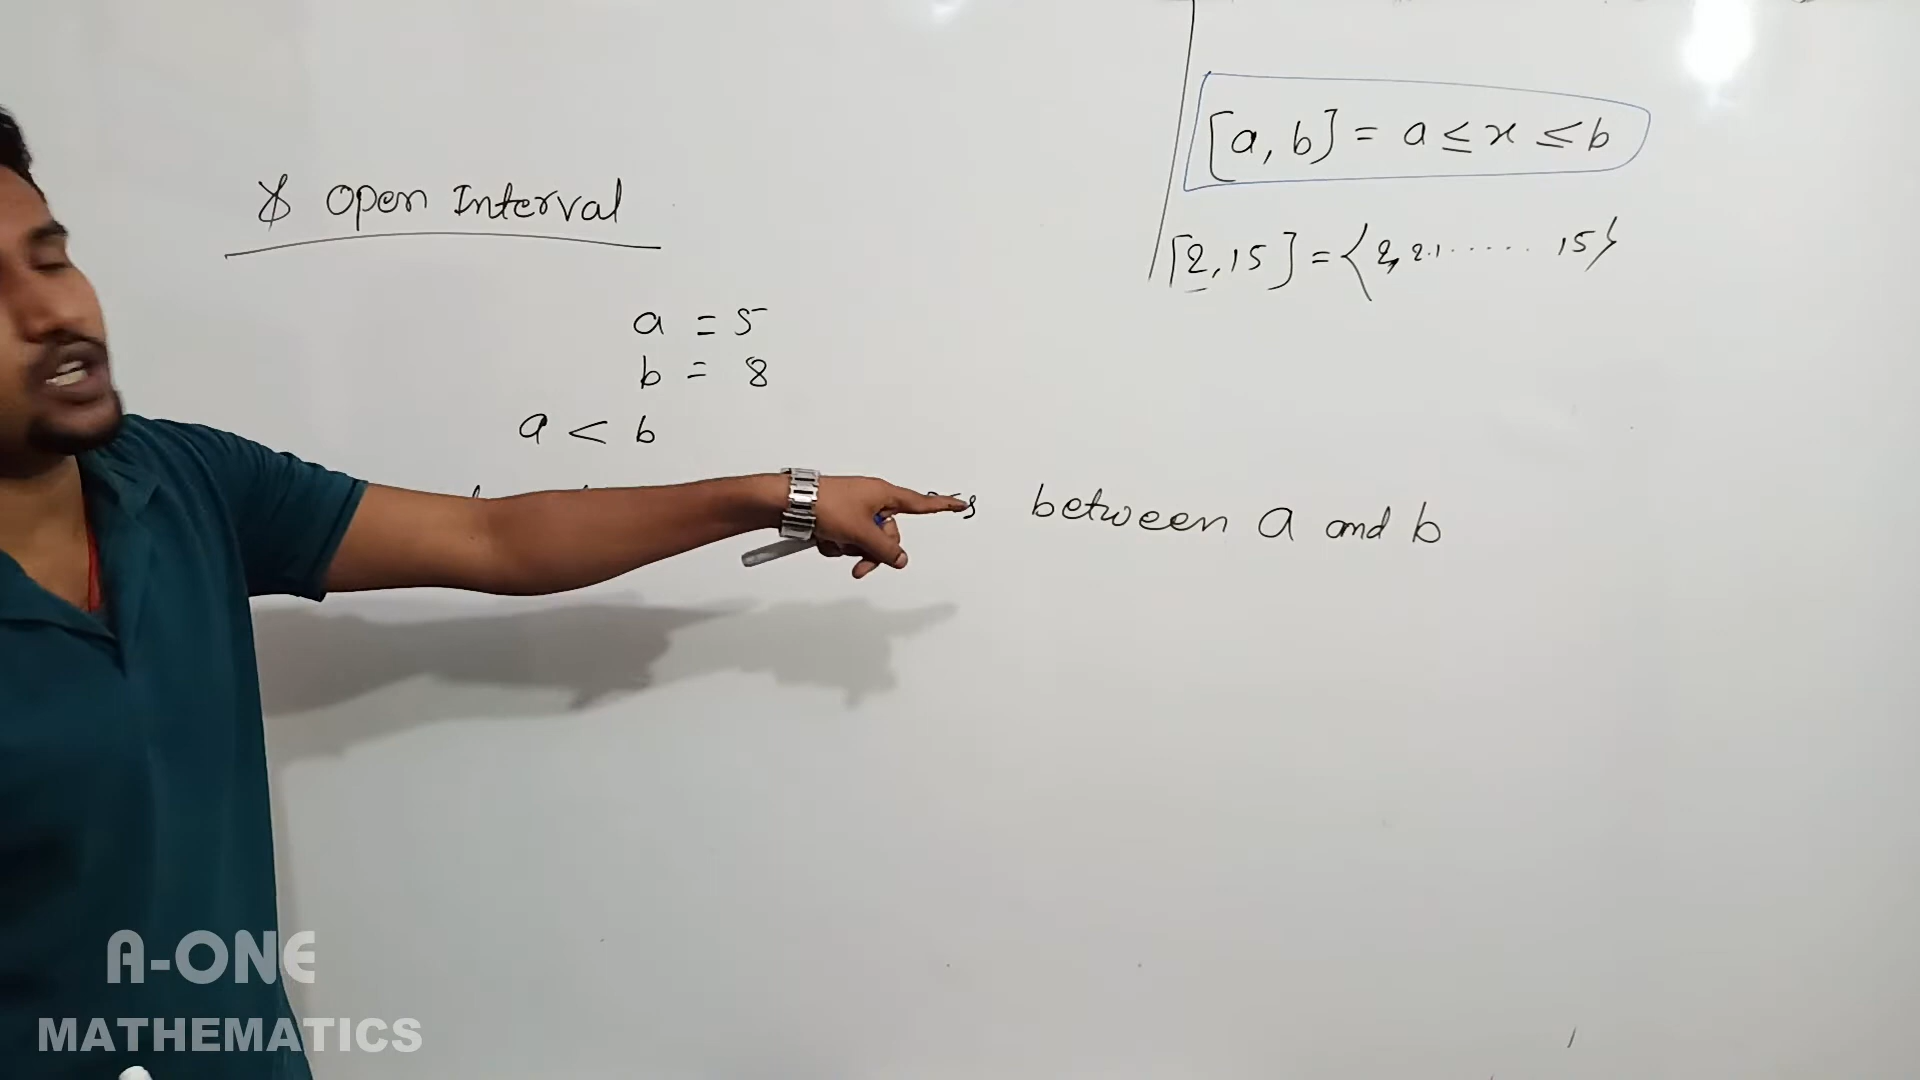 Open Interval
a = 5
b = 8
a < b
between a and b
[a, b] = a ≤ x ≤ b
[2, 15] = {2, 2.1 ...... 15}
A-ONE
MATHEMATICS